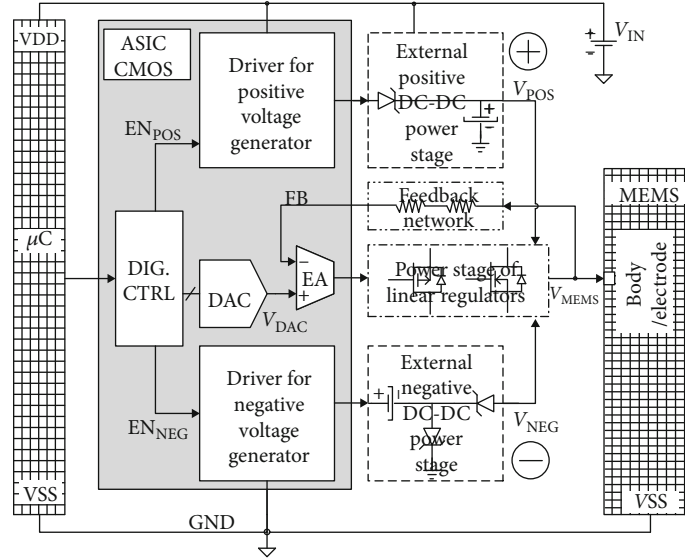 VDD
μC
VSS
ASIC
CMOS
Driver for
positive
voltage
generator
EN_POS
DIG.
CTRL
DAC
V_DAC
FB
EA
−
+
EN_NEG
Driver for
negative
voltage
generator
GND
External
positive
DC-DC
power
stage
+
−
+
V_POS
Feedback
network
Power stage of
linear regulators
V_MEMS
External
negative
DC-DC
power
stage
+
V_NEG
−
+
−
V_IN
MEMS
Body
/electrode
VSS